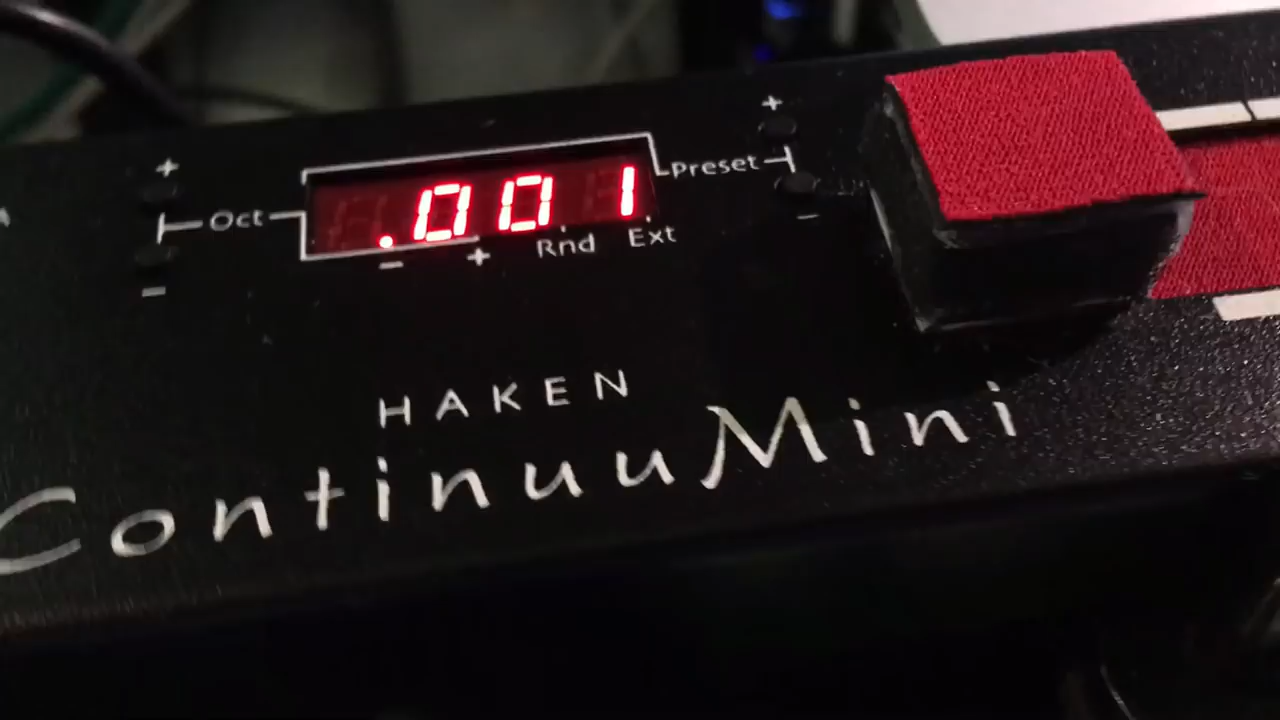 +
+
Oct
.001
Preset
-
- + Rnd Ext
-
HAKEN
ContinuuMini